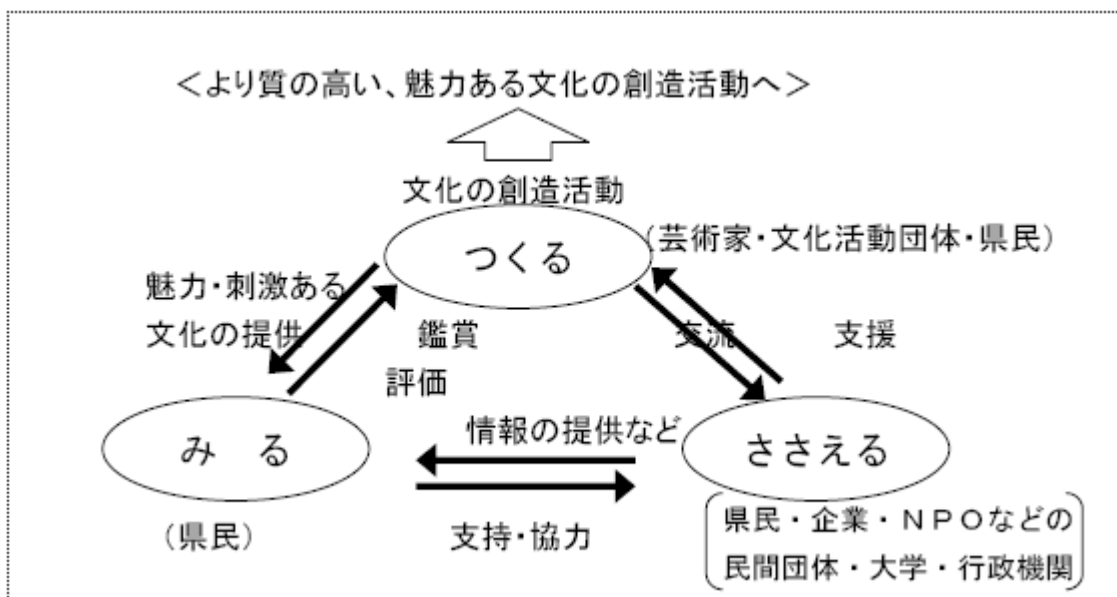 ＜より質の高い、魅力ある文化の創造活動へ＞
文化の創造活動
つくる
（芸術家・文化活動団体・県民）
魅力・刺激ある
文化の提供
鑑賞
評価
交流
支援
み　る
（県民）
情報の提供など
支持・協力
ささえる
県民・企業・ＮＰＯなどの
民間団体・大学・行政機関